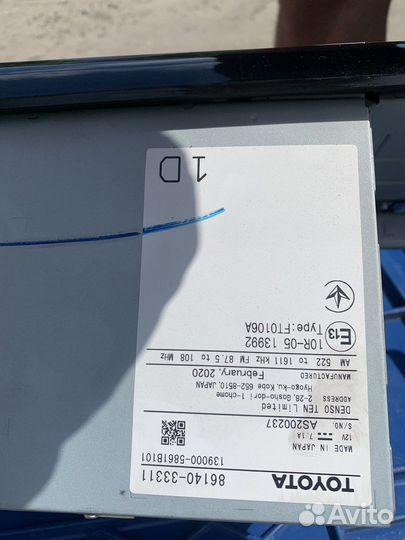 TOYOTA
86140-33311
139000-5861B101
MADE IN JAPAN
12V 7.1A
S/NO. AS200237
DENSO TEN Limited
ADDRESS 2-28, Gosho-dori 1-chome
Hyogo-ku, Kobe 652-8510, JAPAN
MANUFACTURED February, 2020
AM 522 to 1611 kHz FM 87.5 to 108 MHz
E13
10R-05 13992
Type:FT0106A
1D
Avito